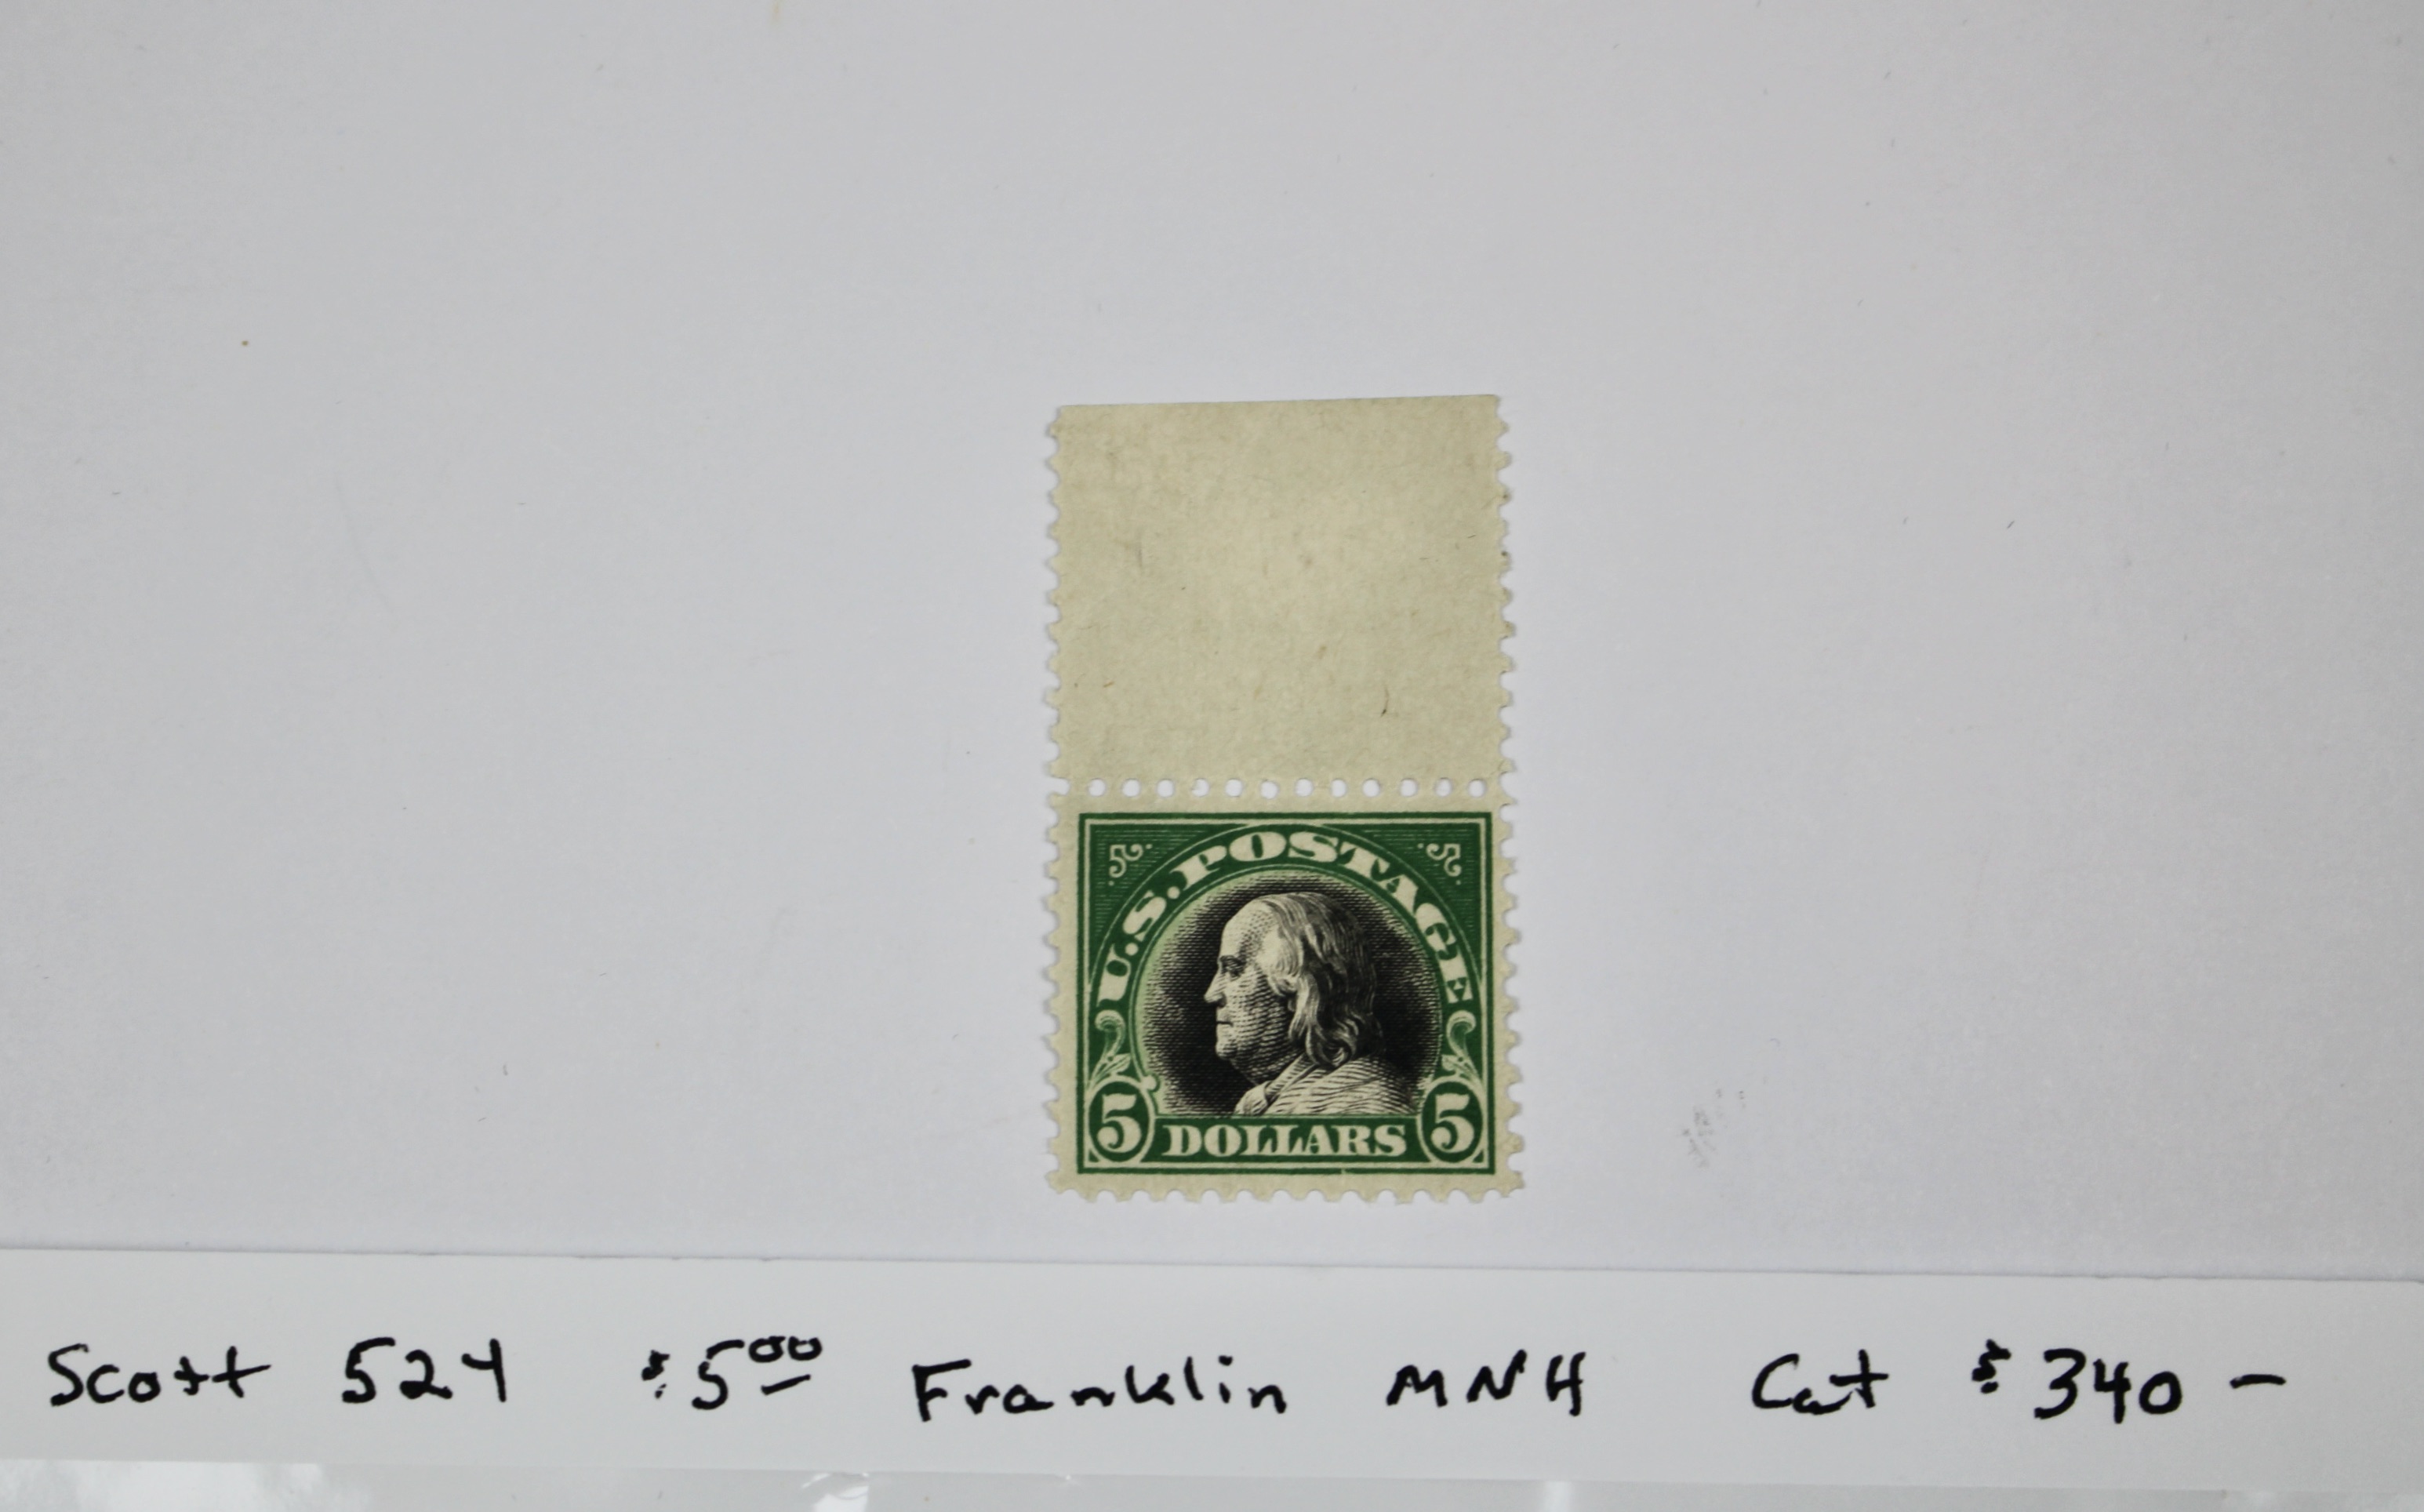 5 5
U.S. POSTAGE
5 DOLLARS 5
Scott 524 $5.00 Franklin MNH Cat $340-